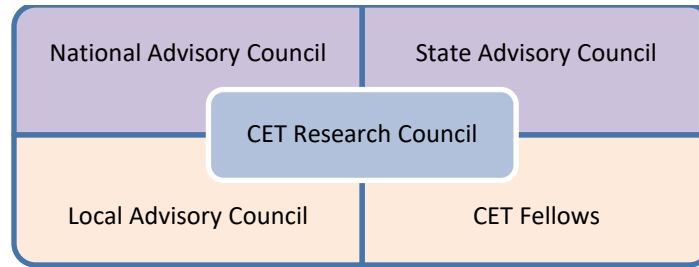 National Advisory Council
State Advisory Council
CET Research Council
Local Advisory Council
CET Fellows